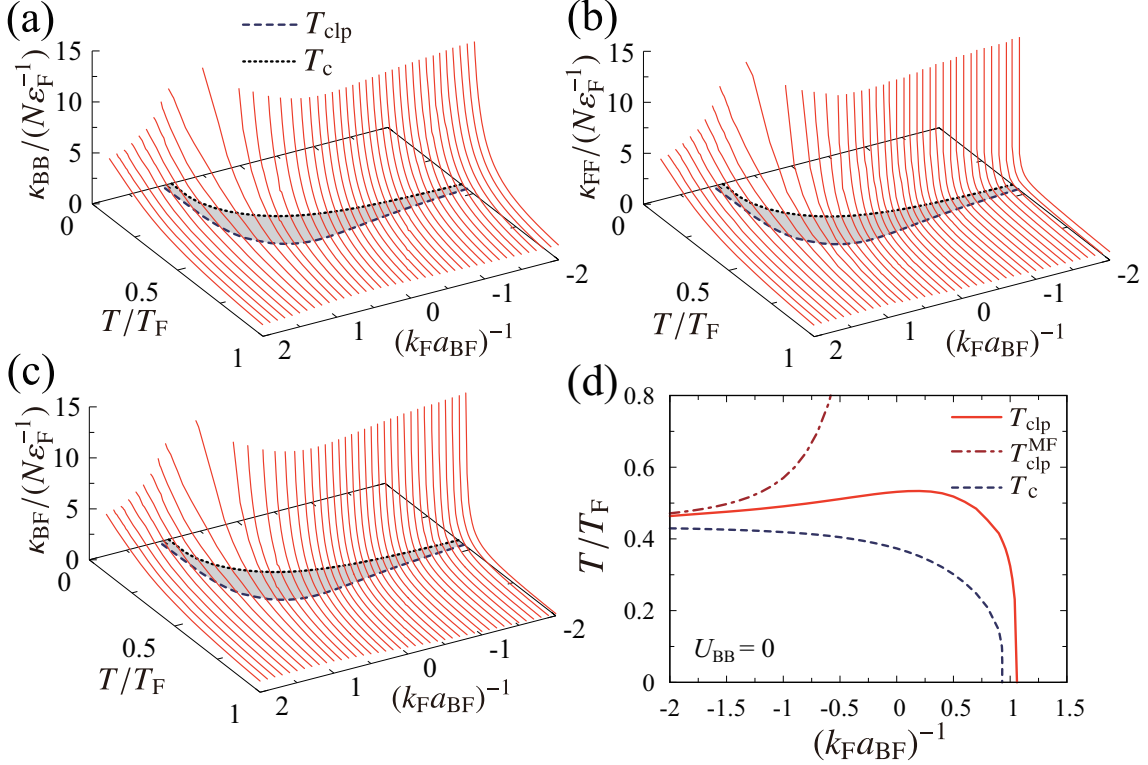 (a)
T_clp
T_c
κ_BB/(Nε_F^-1)
15
10
5
0
0
0.5
1
T/T_F
2
1
0
-1
-2
(k_F a_BF)^-1
(b)
κ_FF/(Nε_F^-1)
15
10
5
0
0
0.5
1
T/T_F
2
1
0
-1
-2
(k_F a_BF)^-1
(c)
κ_BF/(Nε_F^-1)
15
10
5
0
0
0.5
1
T/T_F
2
1
0
-1
-2
(k_F a_BF)^-1
(d)
T/T_F
0.8
0.6
0.4
0.2
0
T_clp
T_clp^MF
T_c
U_BB = 0
-2 -1.5 -1 -0.5 0 0.5 1 1.5
(k_F a_BF)^-1